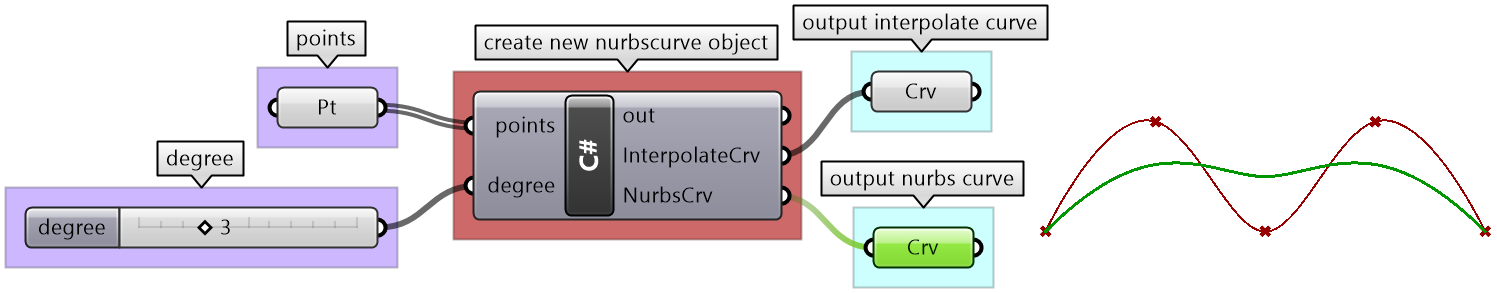 points
Pt
degree
degree
3
create new nurbscurve object
points
degree
C#
out
InterpolateCrv
NurbsCrv
output interpolate curve
Crv
output nurbs curve
Crv